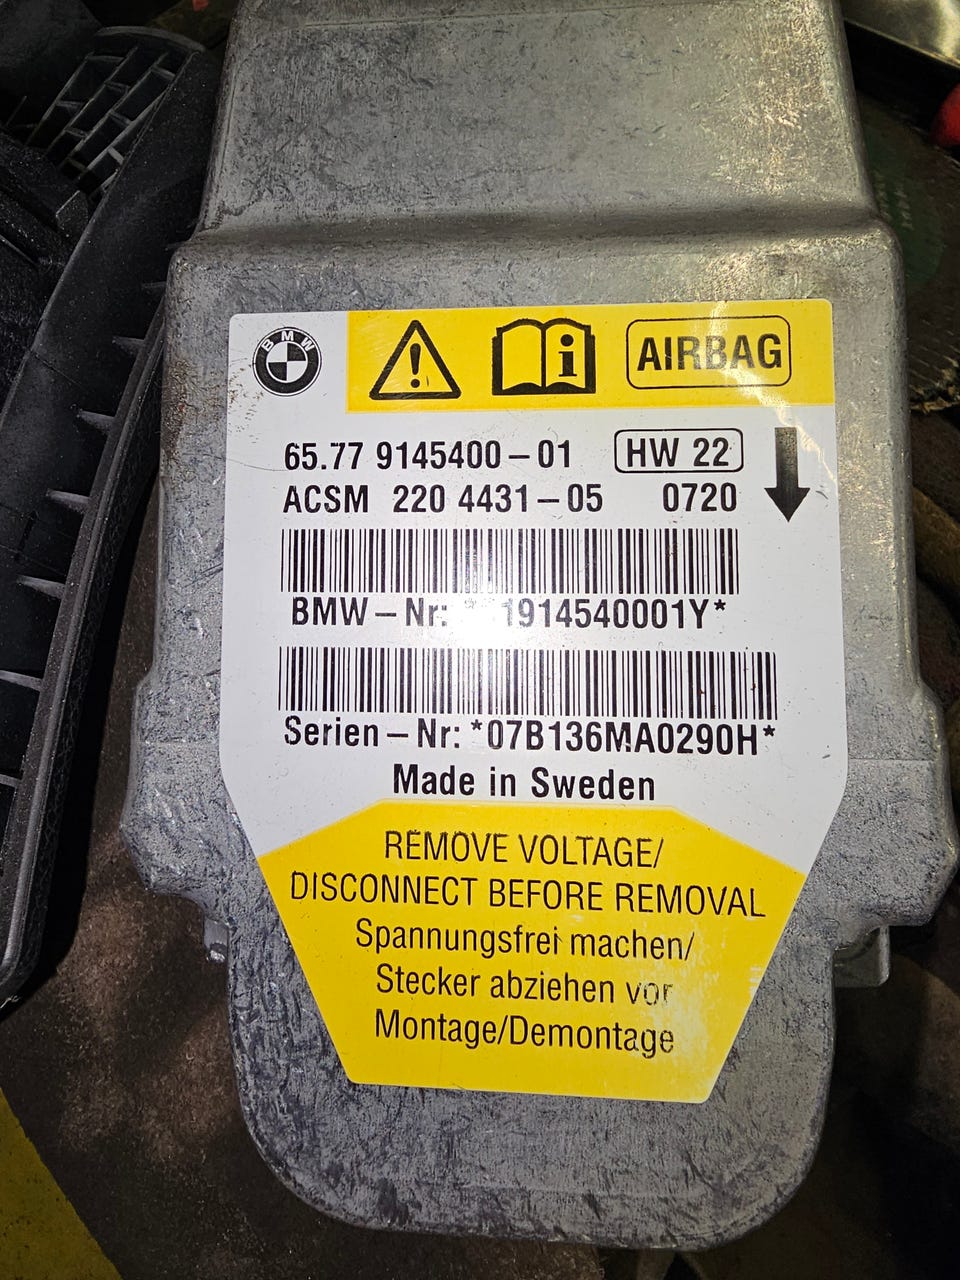 BMW
AIRBAG
65.77 9145400-01 HW 22
ACSM 220 4431-05 0720
BMW-Nr: 1914540001Y*
Serien-Nr: *07B136MA0290H*
Made in Sweden
REMOVE VOLTAGE/
DISCONNECT BEFORE REMOVAL
Spannungsfrei machen/
Stecker abziehen vor
Montage/Demontage